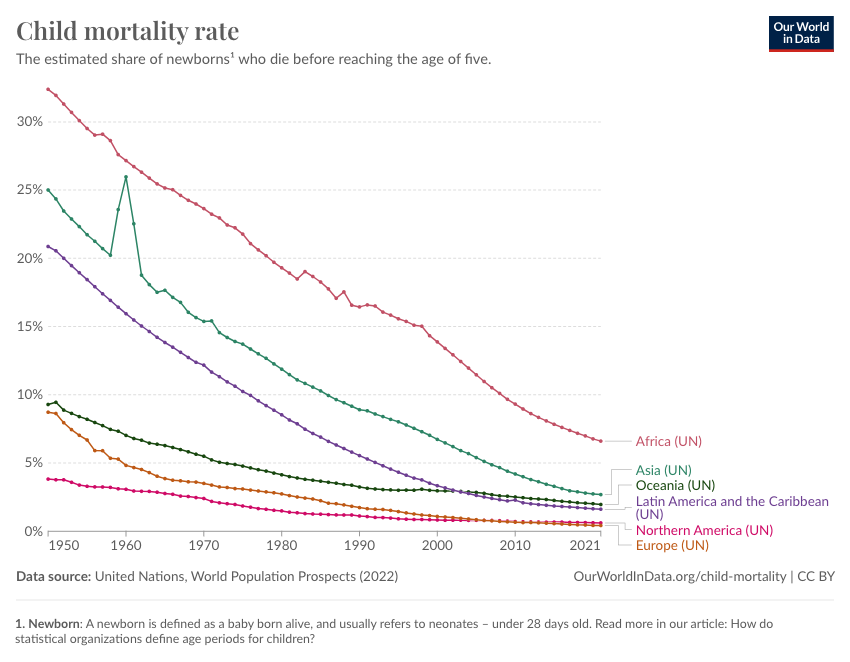 Child mortality rate
Our World
in Data
The estimated share of newborns¹ who die before reaching the age of five.
30%
25%
20%
15%
10%
5%
0%
Africa (UN)
Asia (UN)
Oceania (UN)
Latin America and the Caribbean
(UN)
Northern America (UN)
Europe (UN)
1950 1960 1970 1980 1990 2000 2010 2021
Data source: United Nations, World Population Prospects (2022)
OurWorldInData.org/child-mortality | CC BY
1. Newborn: A newborn is defined as a baby born alive, and usually refers to neonates – under 28 days old. Read more in our article: How do
statistical organizations define age periods for children?